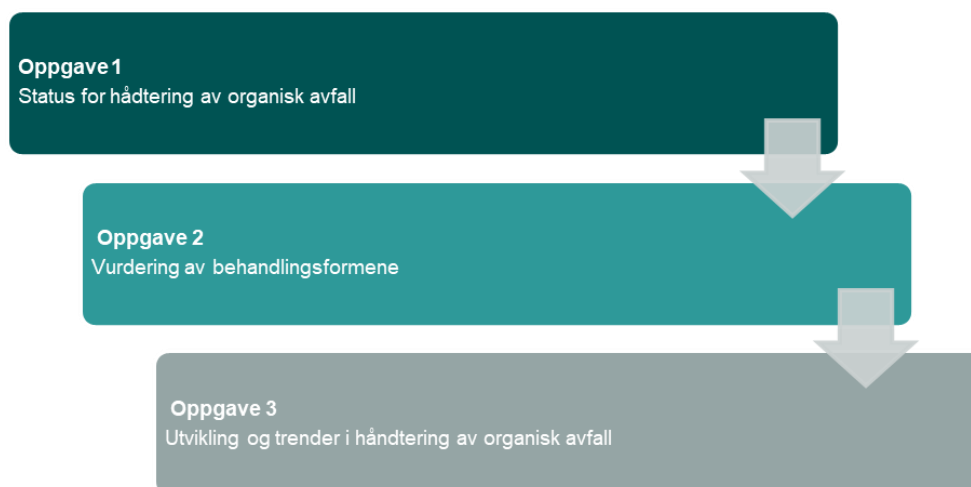 Oppgave 1
Status for hådtering av organisk avfall
Oppgave 2
Vurdering av behandlingsformene
Oppgave 3
Utvikling og trender i håndtering av organisk avfall